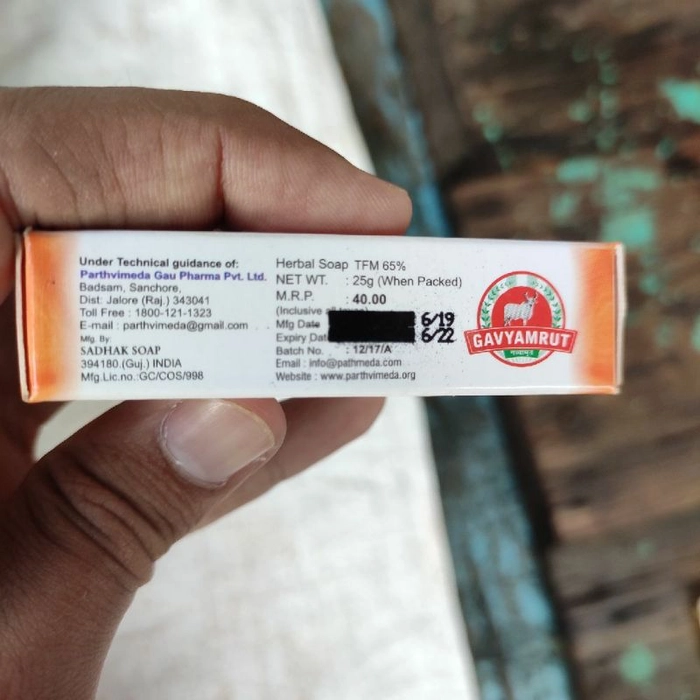 Under Technical guidance of:
Parthvimeda Gau Pharma Pvt. Ltd.
Badsam, Sanchore,
Dist: Jalore (Raj.) 343041
Toll Free : 1800-121-1323
E-mail : parthvimeda@gmail.com
Mfg. By
SADHAK SOAP
394180.(Guj.) INDIA
Mfg.Lic.no.:GC/COS/998
Herbal Soap TFM 65%
NET WT. : 25g (When Packed)
M.R.P. : 40.00
(Inclusive
Mfg Date 6/19
Expiry Date 6/22
Batch No. : 12/17/A
Email : info@pathmeda.com
Website : www.parthvimeda.org
GAVYAMRUT